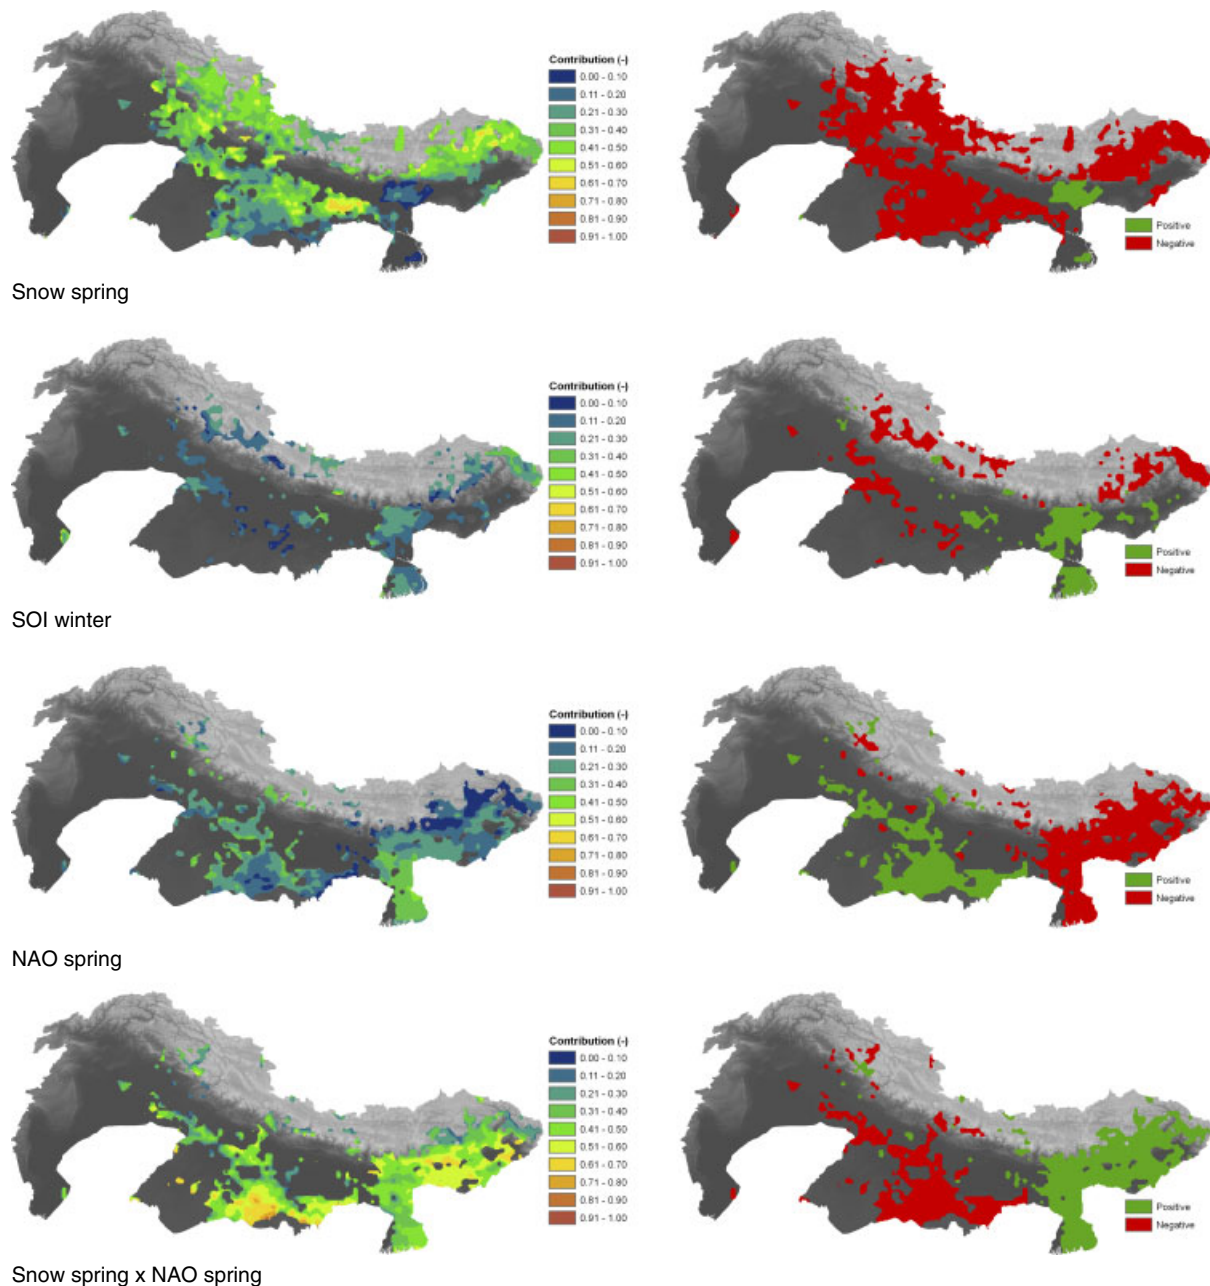 Contribution (-)
0.00 - 0.10
0.11 - 0.20
0.21 - 0.30
0.31 - 0.40
0.41 - 0.50
0.51 - 0.60
0.61 - 0.70
0.71 - 0.80
0.81 - 0.90
0.91 - 1.00
Positive
Negative
Snow spring
Contribution (-)
0.00 - 0.10
0.11 - 0.20
0.21 - 0.30
0.31 - 0.40
0.41 - 0.50
0.51 - 0.60
0.61 - 0.70
0.71 - 0.80
0.81 - 0.90
0.91 - 1.00
Positive
Negative
SOI winter
Contribution (-)
0.00 - 0.10
0.11 - 0.20
0.21 - 0.30
0.31 - 0.40
0.41 - 0.50
0.51 - 0.60
0.61 - 0.70
0.71 - 0.80
0.81 - 0.90
0.91 - 1.00
Positive
Negative
NAO spring
Contribution (-)
0.00 - 0.10
0.11 - 0.20
0.21 - 0.30
0.31 - 0.40
0.41 - 0.50
0.51 - 0.60
0.61 - 0.70
0.71 - 0.80
0.81 - 0.90
0.91 - 1.00
Positive
Negative
Snow spring x NAO spring